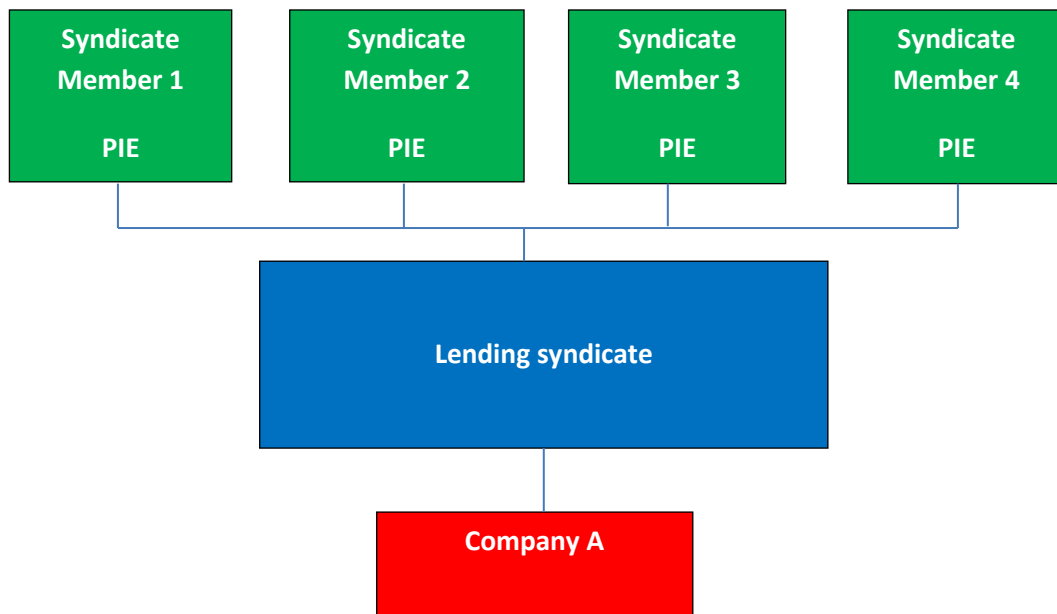 Syndicate
Member 1
PIE
Syndicate
Member 2
PIE
Syndicate
Member 3
PIE
Syndicate
Member 4
PIE
Lending syndicate
Company A